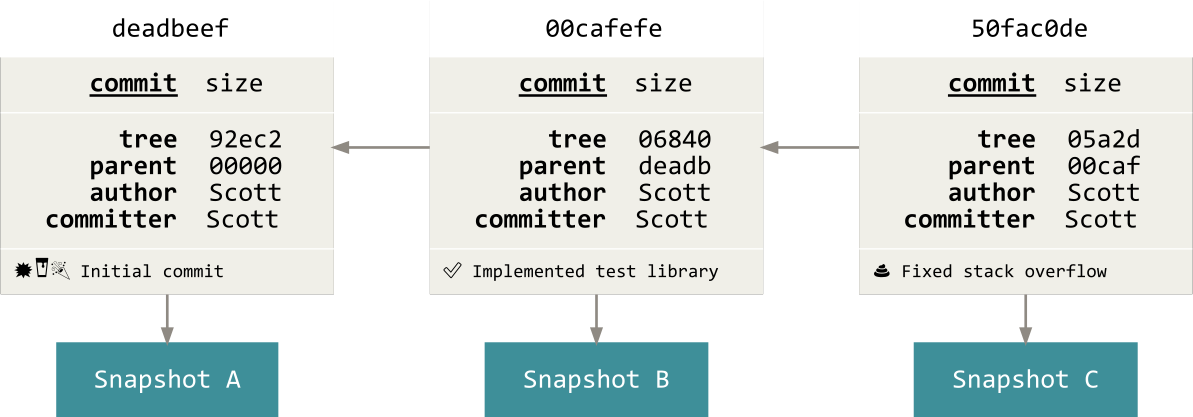 deadbeef
commit size
tree 92ec2
parent 00000
author Scott
committer Scott
Initial commit
Snapshot A
00cafefe
commit size
tree 06840
parent deadb
author Scott
committer Scott
Implemented test library
Snapshot B
50fac0de
commit size
tree 05a2d
parent 00caf
author Scott
committer Scott
Fixed stack overflow
Snapshot C